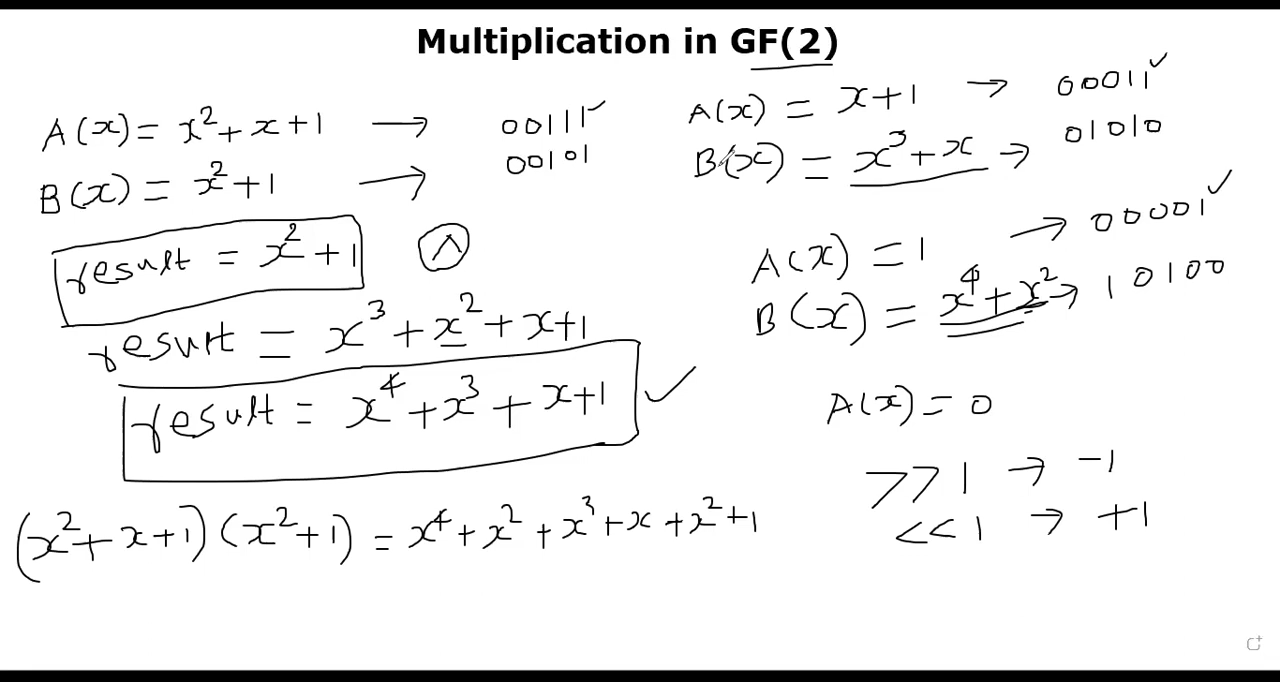 Multiplication in GF(2)
A(x) = x² + x + 1 → 00111 ✓
B(x) = x² + 1 → 00101
result = x² + 1 ⓐ
result = x³ + x² + x + 1
result = x⁴ + x³ + x + 1 ✓
(x² + x + 1) (x² + 1) = x⁴ + x² + x³ + x + x² + 1
A(x) = x + 1 → 00011 ✓
B(x) = x³ + x → 01010
A(x) = 1 → 00001 ✓
B(x) = x⁴ + x² → 10100
A(x) = 0
>> 1 → -1
<< 1 → +1